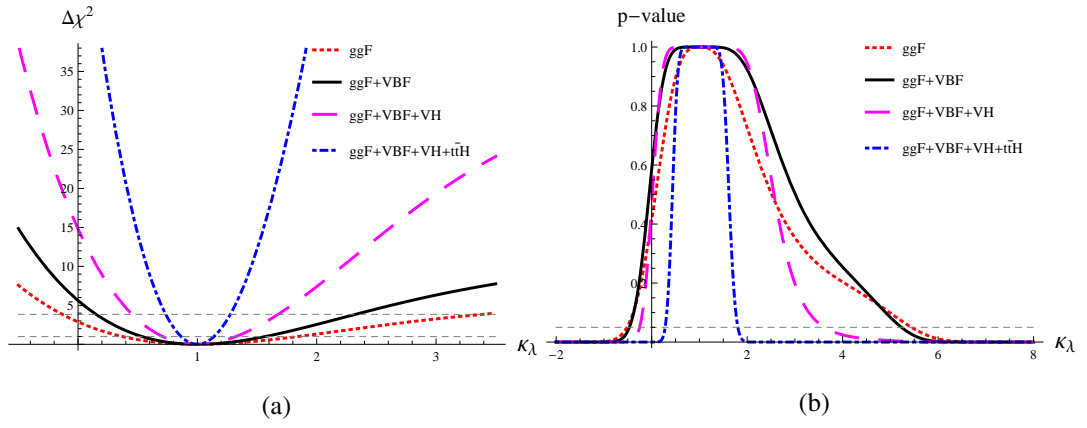 Δχ²
ggF
ggF+VBF
ggF+VBF+VH
ggF+VBF+VH+tt̄H
35
30
25
20
15
10
5
0
1
2
3
κλ
(a)
p−value
ggF
ggF+VBF
ggF+VBF+VH
ggF+VBF+VH+tt̄H
1.0
0.8
0.6
0.4
0.2
-2
0
2
4
6
8
κλ
(b)